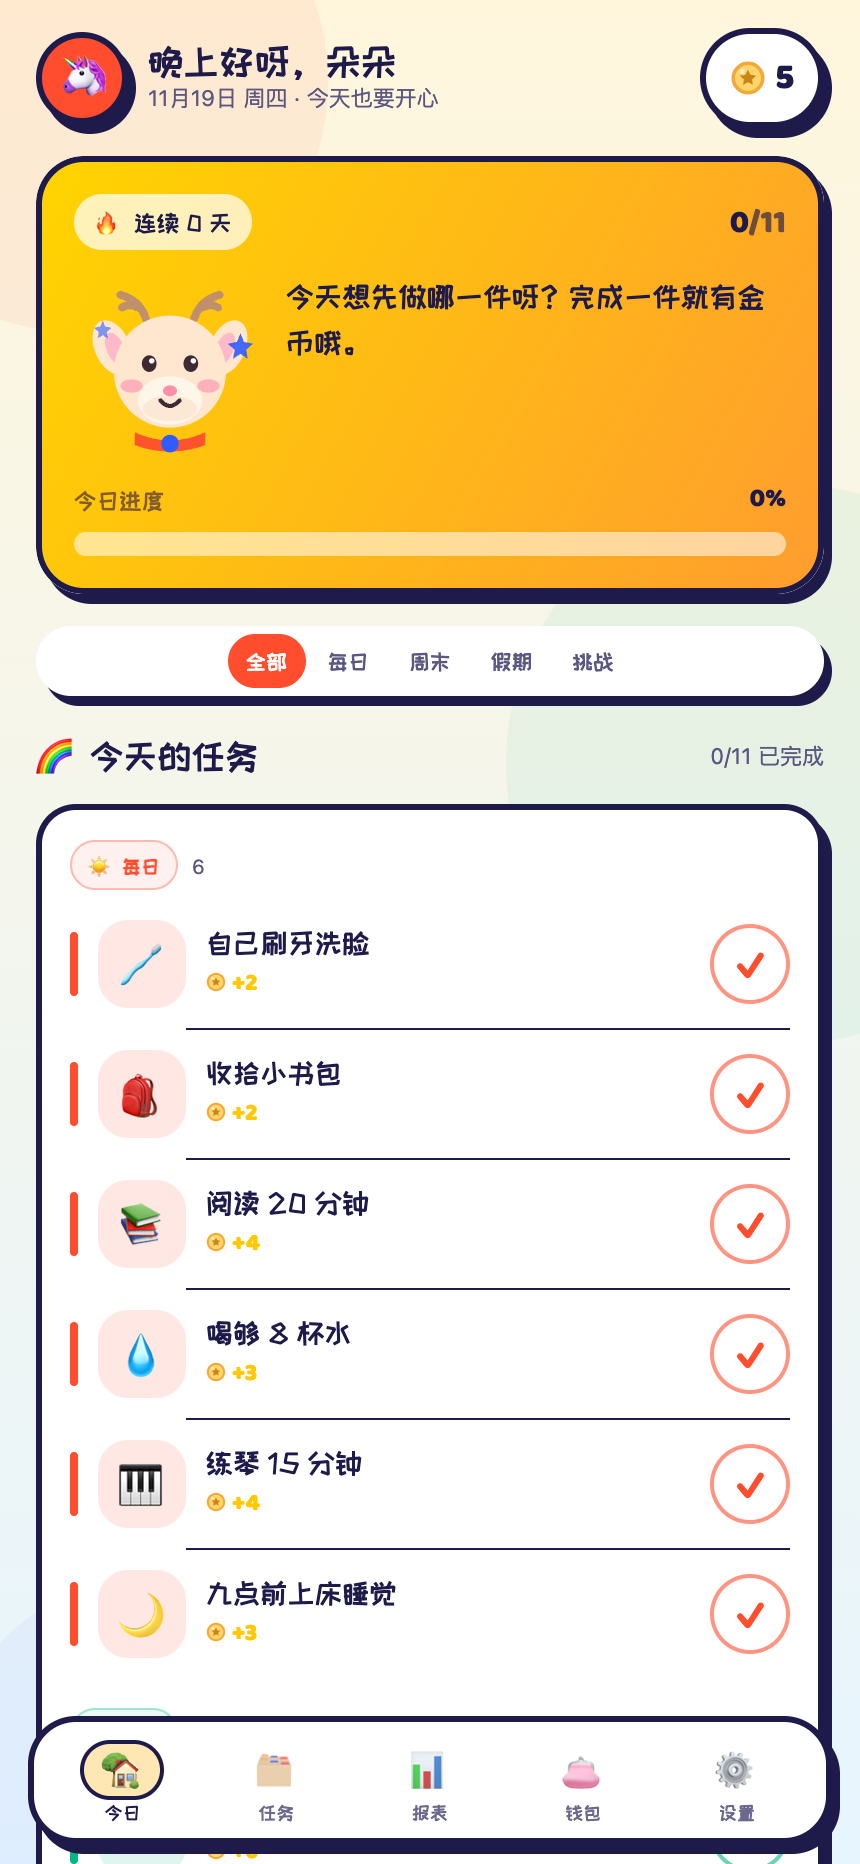 晚上好呀，朵朵
11月19日 周四 · 今天也要开心
5
连续 0 天
0/11
今天想先做哪一件呀？完成一件就有金
币哦。
今日进度
0%
全部 每日 周末 假期 挑战
今天的任务
0/11 已完成
每日 6
自己刷牙洗脸
+2
收拾小书包
+2
阅读 20 分钟
+4
喝够 8 杯水
+3
练琴 15 分钟
+4
九点前上床睡觉
+3
今日 任务 报表 钱包 设置